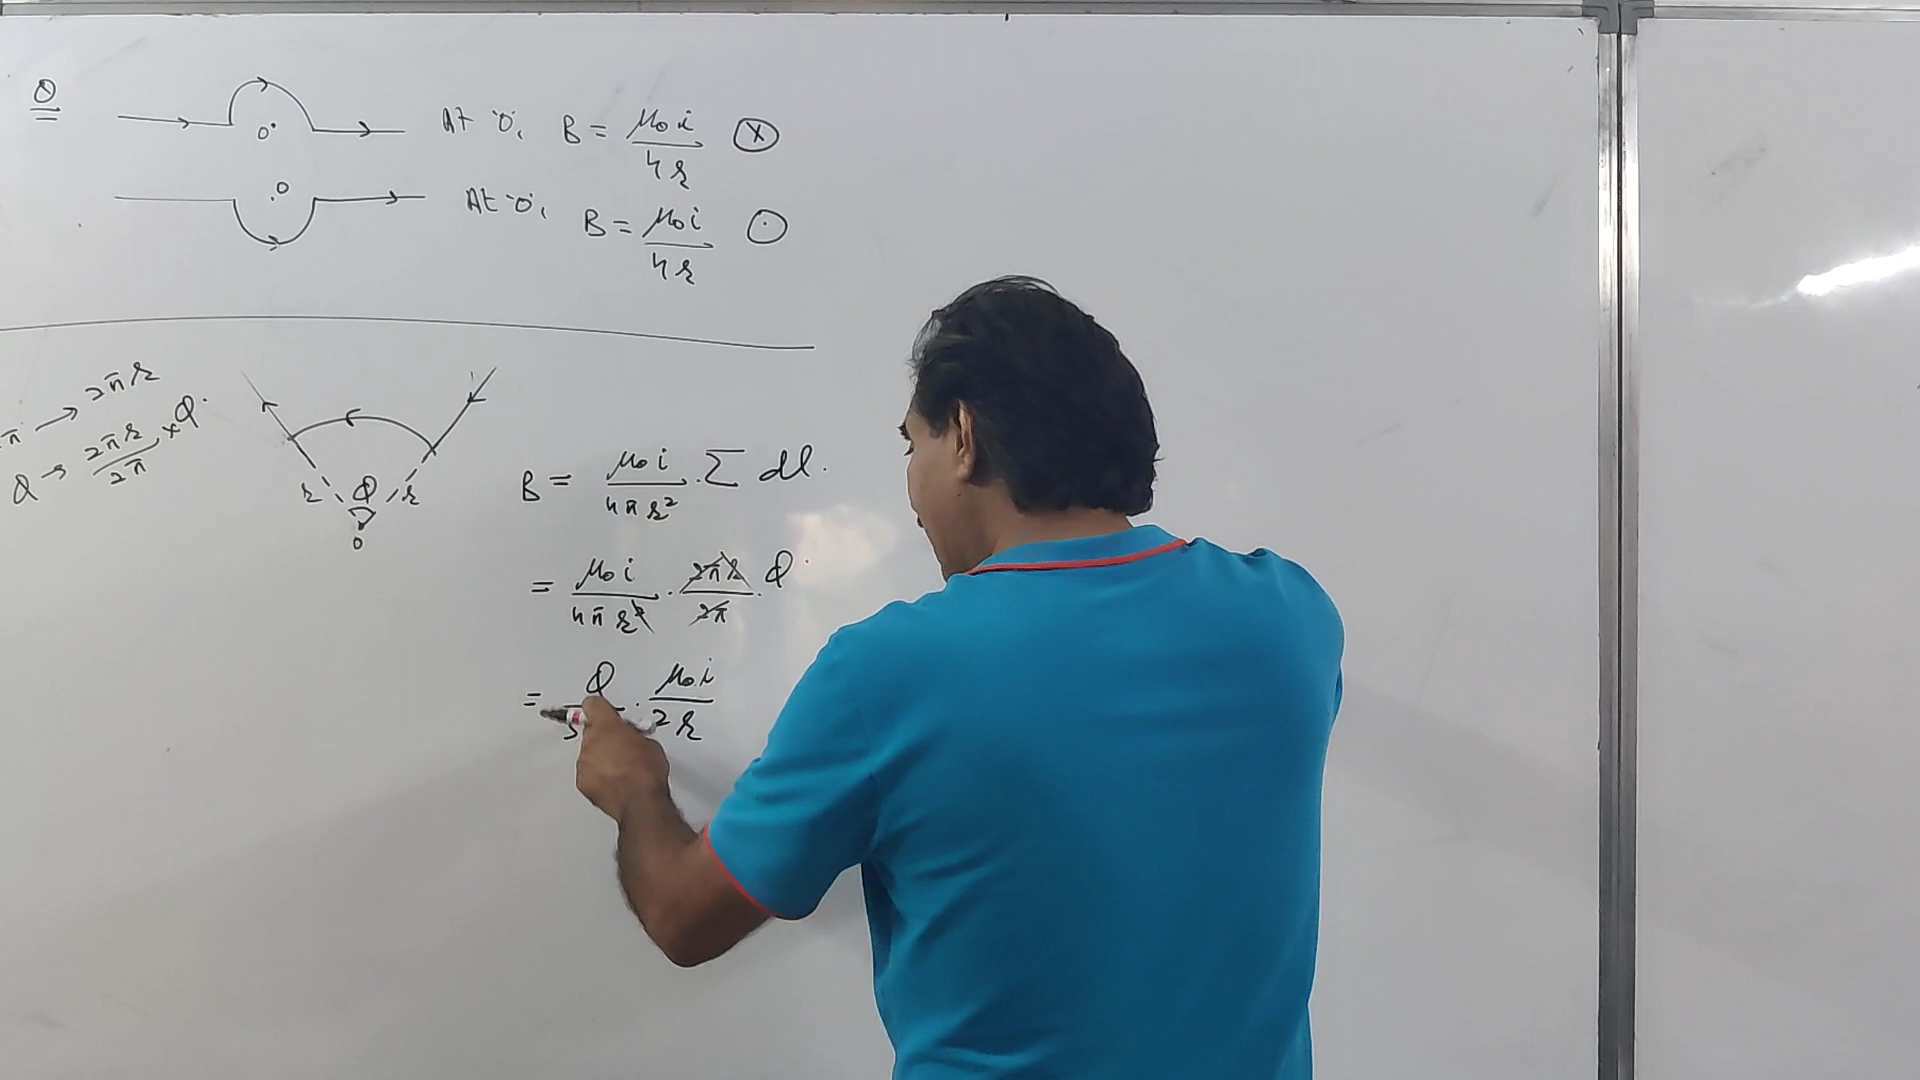 Q
At 'O', B = μ₀i / 4r ⊗
O
O
At 'O', B = μ₀i / 4r ⊙
→ 2πr
Q → 2πr / 2π × Q.
r Q r
O
B = μ₀i / 4πr² . Σ dl.
= μ₀i / 4πr² . 2πr / 2π . Q
= Q / . μ₀i / 2r